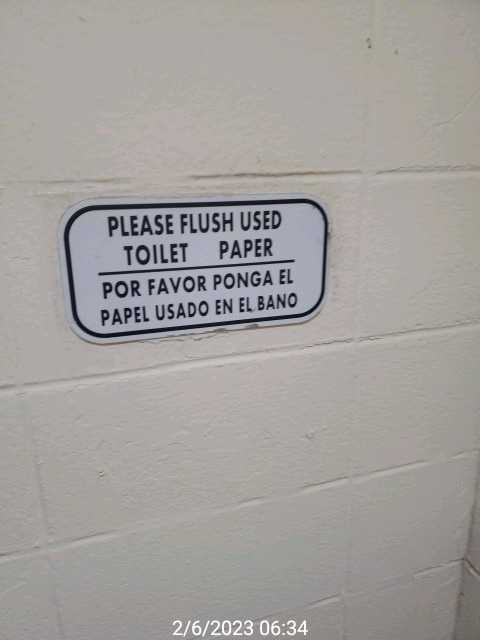 PLEASE FLUSH USED
TOILET PAPER
POR FAVOR PONGA EL
PAPEL USADO EN EL BANO
2/6/2023 06:34